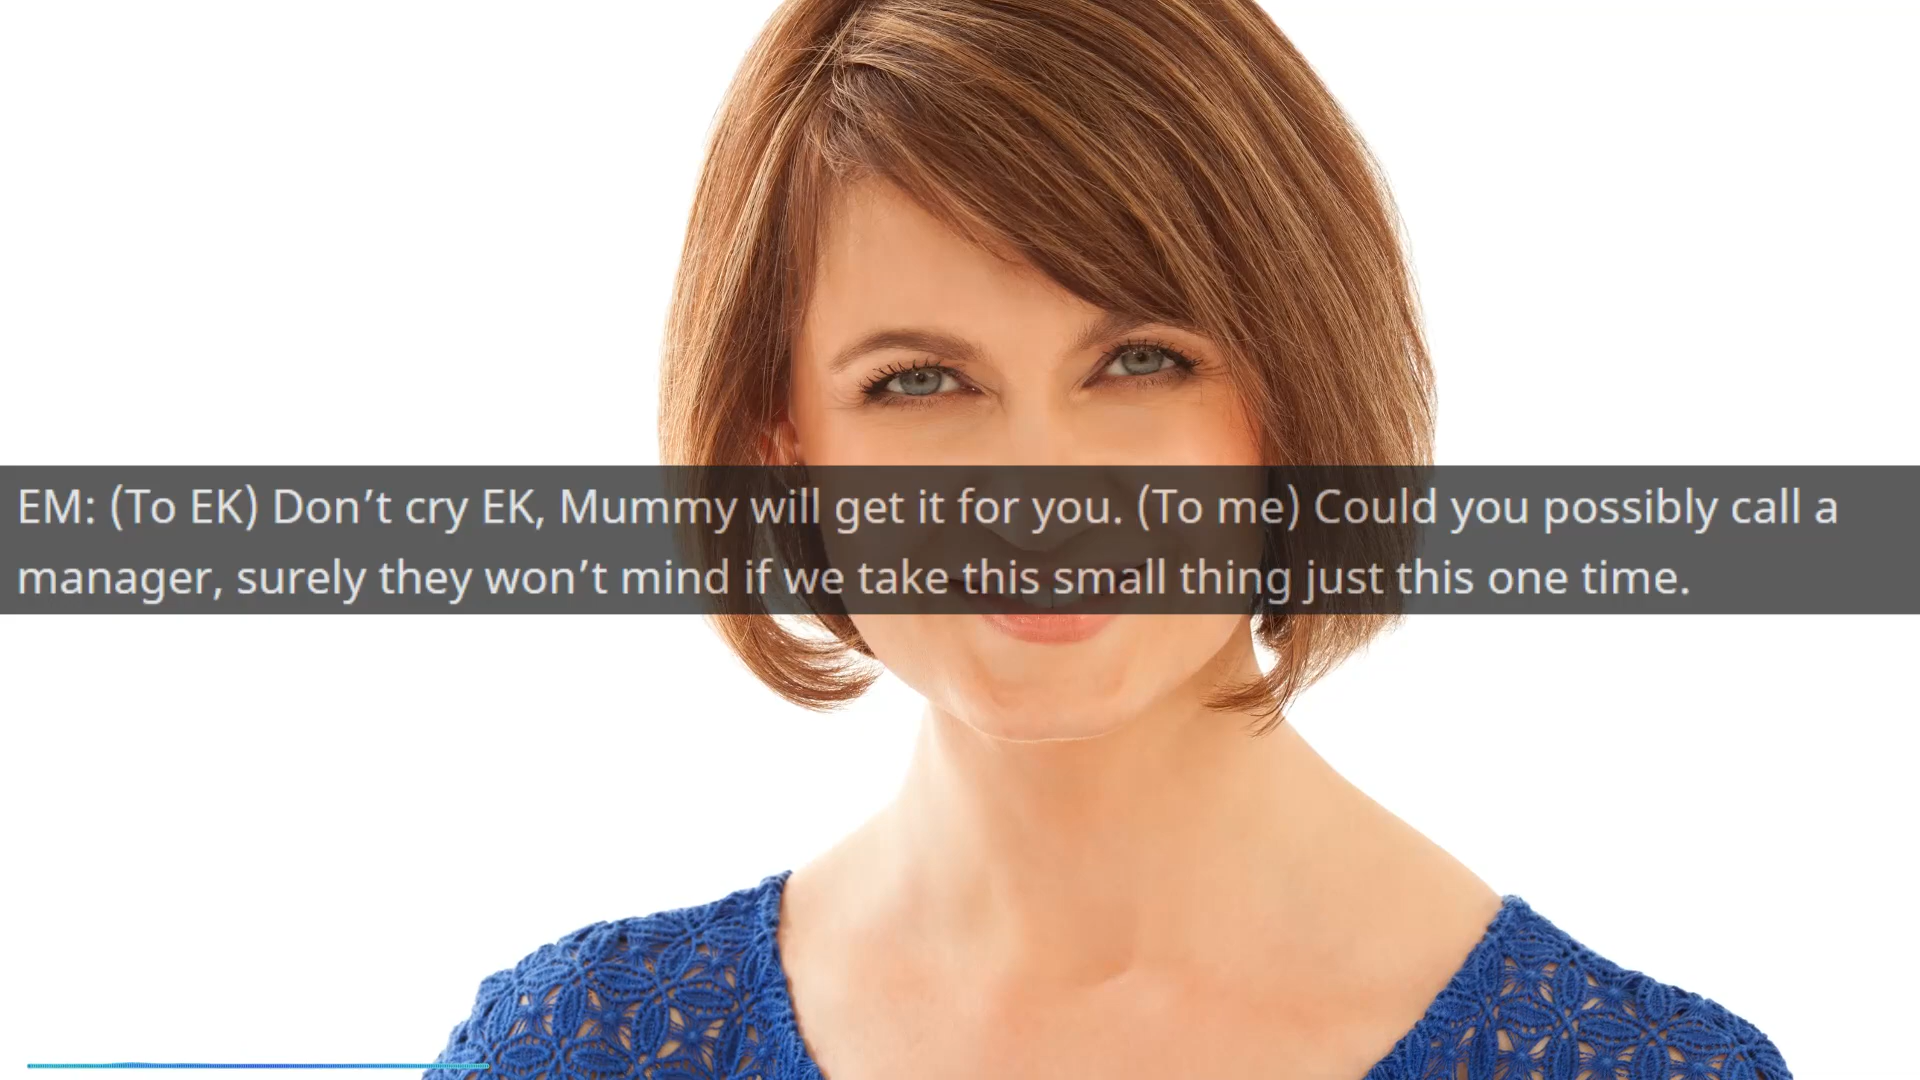 EM: (To EK) Don’t cry EK, Mummy will get it for you. (To me) Could you possibly call a
manager, surely they won’t mind if we take this small thing just this one time.